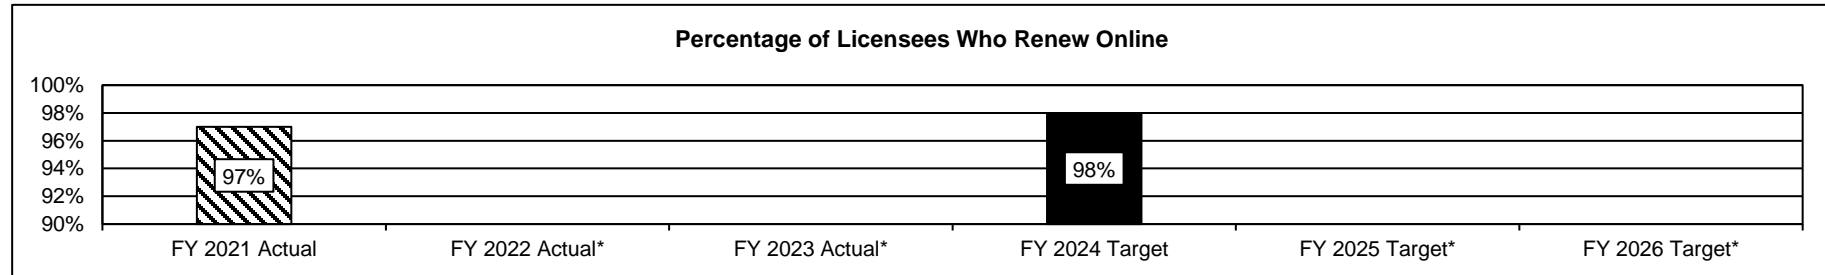 Percentage of Licensees Who Renew Online
100%
98%
96%
94%
92%
90%
97%
98%
FY 2021 Actual
FY 2022 Actual*
FY 2023 Actual*
FY 2024 Target
FY 2025 Target*
FY 2026 Target*